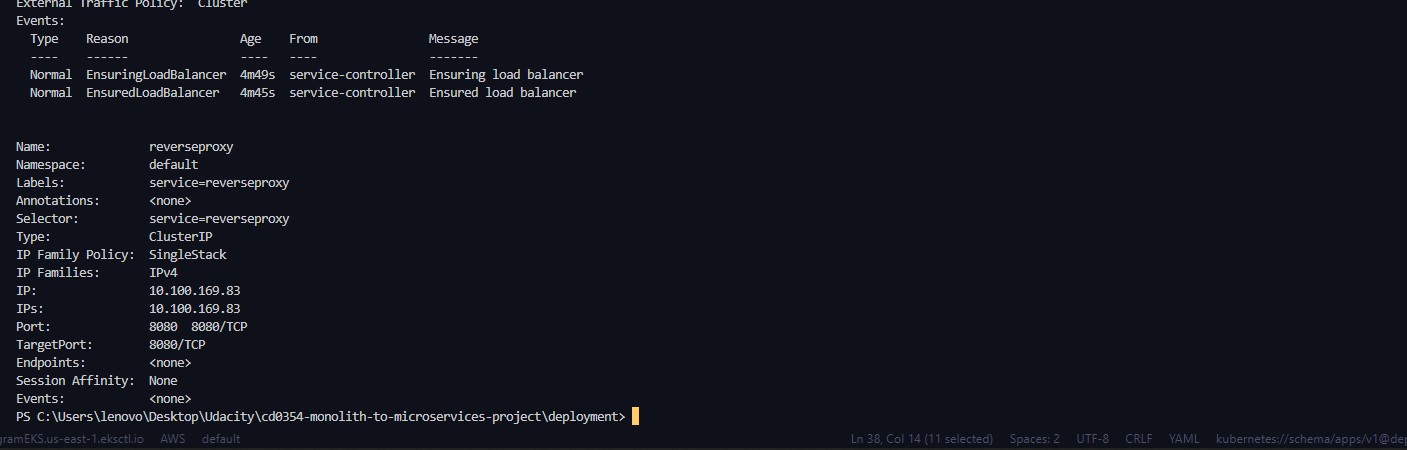 External Traffic Policy:  Cluster
Events:
  Type    Reason                Age    From                Message
  ----    ------                ----   ----                -------
  Normal  EnsuringLoadBalancer  4m49s  service-controller  Ensuring load balancer
  Normal  EnsuredLoadBalancer   4m45s  service-controller  Ensured load balancer
Name:              reverseproxy
Namespace:         default
Labels:            service=reverseproxy
Annotations:       <none>
Selector:          service=reverseproxy
Type:              ClusterIP
IP Family Policy:  SingleStack
IP Families:       IPv4
IP:                10.100.169.83
IPs:               10.100.169.83
Port:              8080  8080/TCP
TargetPort:        8080/TCP
Endpoints:         <none>
Session Affinity:  None
Events:            <none>
PS C:\Users\lenovo\Desktop\Udacity\cd0354-monolith-to-microservices-project\deployment>
gramEKS.us-east-1.eksctl.io AWS default Ln 38, Col 14 (11 selected) Spaces: 2 UTF-8 CRLF YAML kubernetes://schema/apps/v1@dep